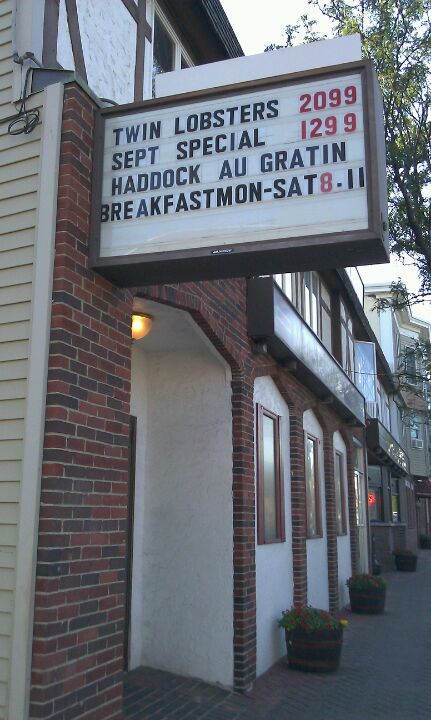 TWIN LOBSTERS 2099
SEPT SPECIAL 1299
HADDOCK AU GRATIN
BREAKFASTMON-SAT8-11